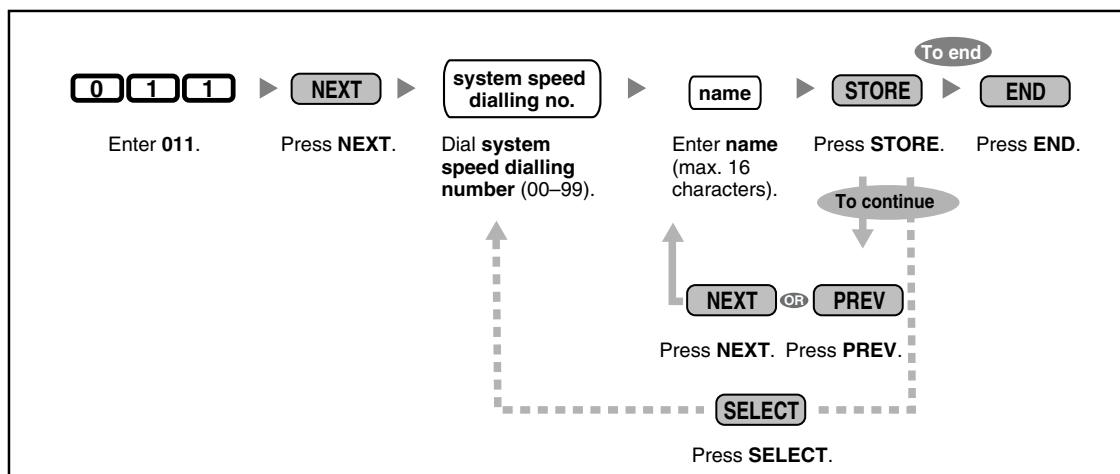 To end
0 1 1
NEXT
system speed
dialling no.
name
STORE
END
Enter 011.
Press NEXT.
Dial system
speed dialling
number (00–99).
Enter name
(max. 16
characters).
Press STORE.
Press END.
To continue
NEXT OR PREV
Press NEXT. Press PREV.
SELECT
Press SELECT.